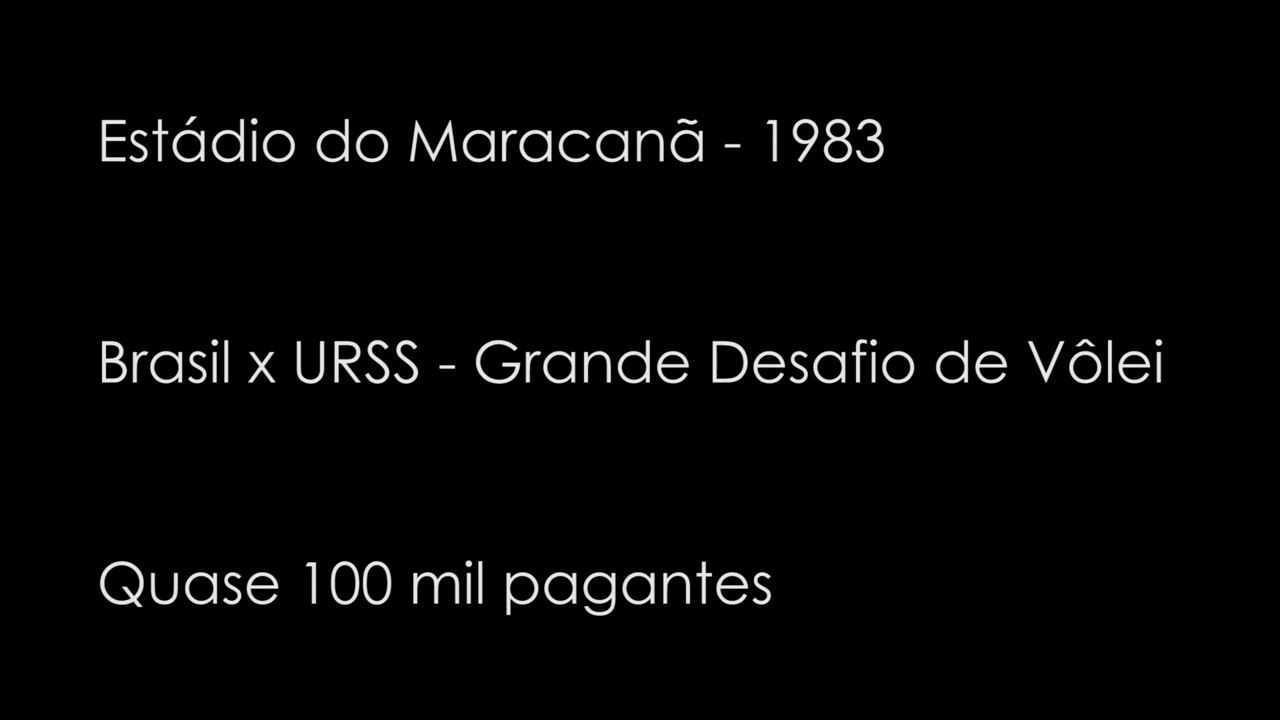 Estádio do Maracanã - 1983
Brasil x URSS - Grande Desafio de Vôlei
Quase 100 mil pagantes